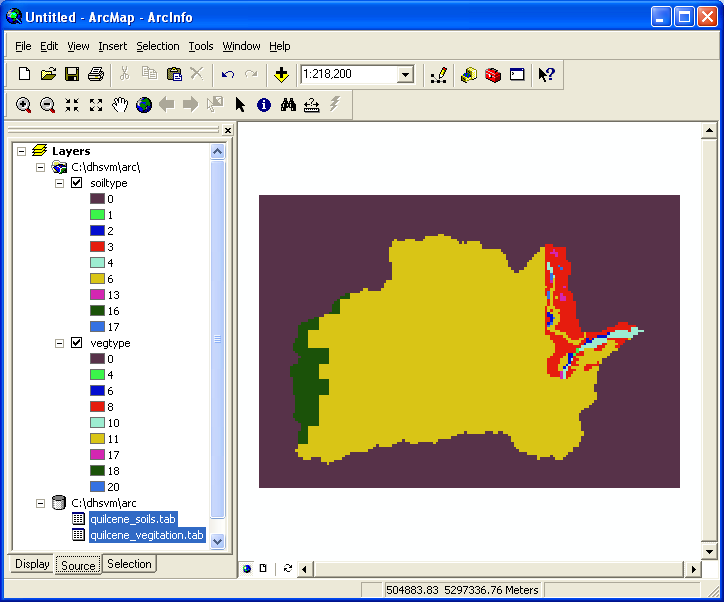 Untitled - ArcMap - ArcInfo
File Edit View Insert Selection Tools Window Help
1:218,200
Layers
C:\dhsvm\arc\
soiltype
0
1
2
3
4
6
13
16
17
vegtype
0
4
6
8
10
11
17
18
20
C:\dhsvm\arc
quilcene_soils.tab
quilcene_vegitation.tab
Display Source Selection
504883.83 5297336.76 Meters